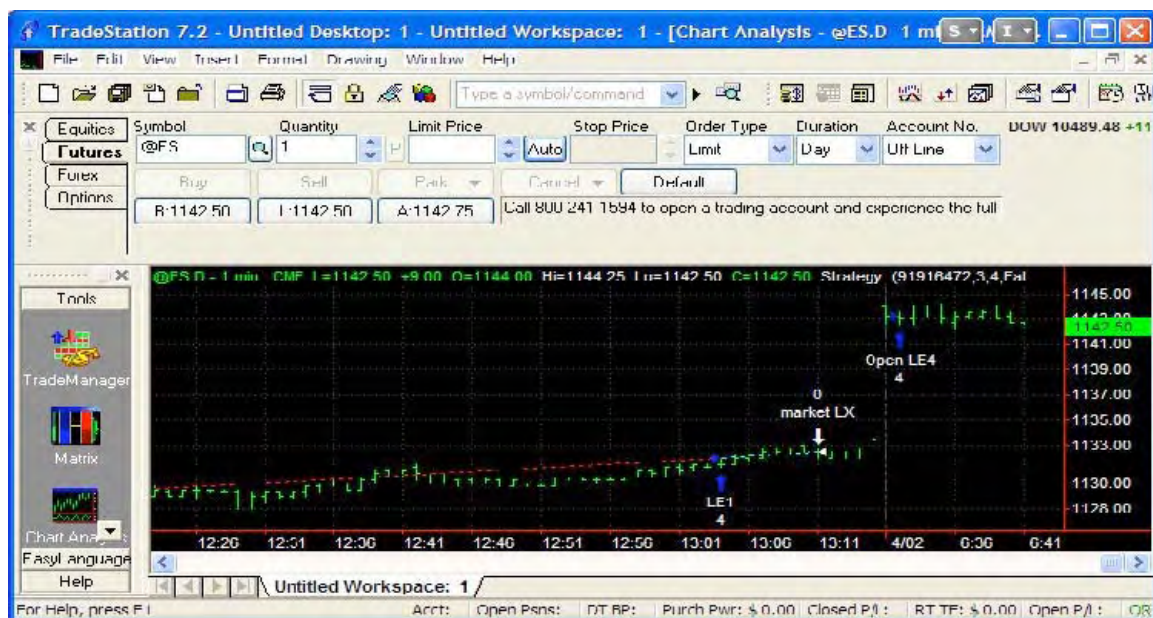 TradeStation 7.2 - Untitled Desktop: 1 - Untitled Workspace: 1 - [Chart Analysis - @ES.D 1 mi S I
File Edit View Insert Format Drawing Window Help
Type a symbol/command
Equities Symbol Quantity Limit Price Stop Price Order Type Duration Account No. DOW 10489.48 +11
Futures @ES 1 Auto Limit Day Off Line
Forex Buy Sell Park Cancel Default
Options B:1142.50 L:1142.50 A:1142.75 Call 800 241 1594 to open a trading account and experience the full
@ES.D - 1 min CME L=1142.50 +9.00 O=1144.00 Hi=1144.25 Lo=1142.50 C=1142.50 Strategy (91916472,3,4,Fal
Tools
TradeManager
Matrix
EasyLanguage
Help
1145.00
1142.50
1141.00
1139.00
1137.00
1135.00
1133.00
1130.00
1128.00
Open LE4
4
0
market LX
LE1
4
12:26 12:31 12:36 12:41 12:46 12:51 12:56 13:01 13:06 13:11 4/02 6:36 6:41
Untitled Workspace: 1
For Help, press F1 Acct: Open Psns: DT BP: Purch Pwr: $ 0.00 Closed P/L: RT TE: $ 0.00 Open P/L: